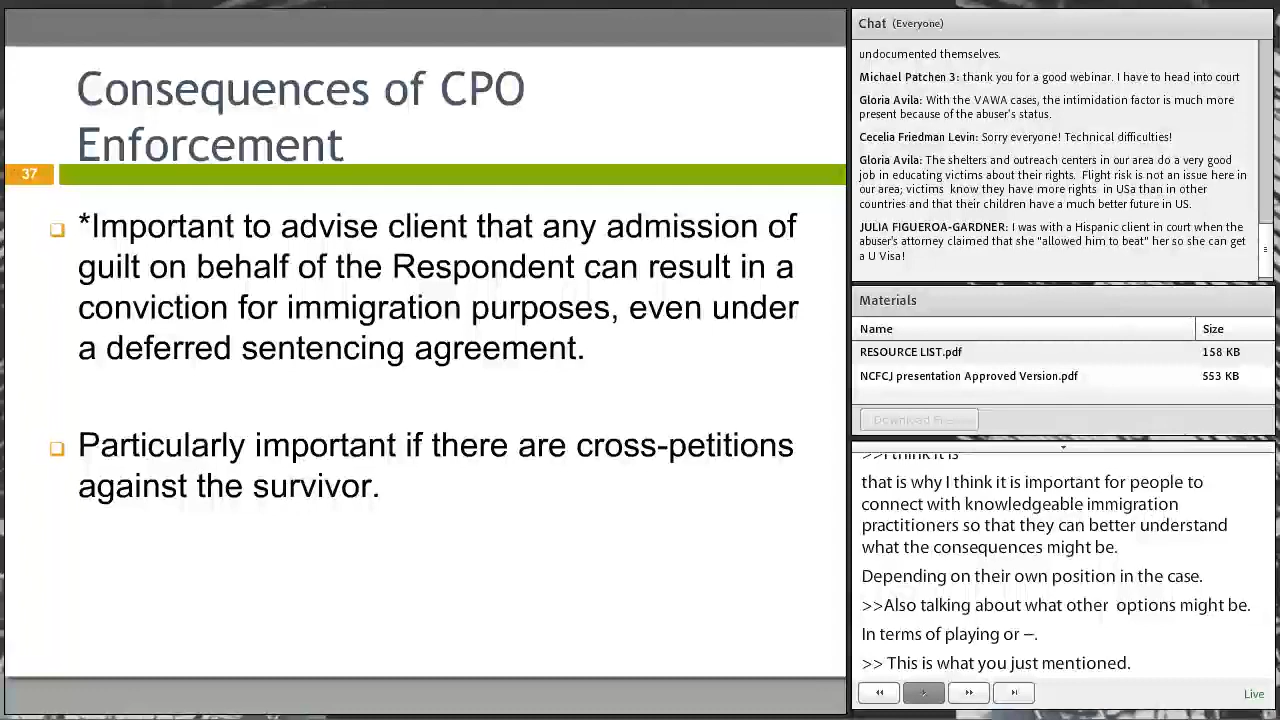 Consequences of CPO
Enforcement
37
*Important to advise client that any admission of
guilt on behalf of the Respondent can result in a
conviction for immigration purposes, even under
a deferred sentencing agreement.
Particularly important if there are cross-petitions
against the survivor.
Chat (Everyone)
undocumented themselves.
Michael Patchen 3: thank you for a good webinar. I have to head into court
Gloria Avila: With the VAWA cases, the intimidation factor is much more
present because of the abuser's status.
Cecelia Friedman Levin: Sorry everyone! Technical difficulties!
Gloria Avila: The shelters and outreach centers in our area do a very good
job in educating victims about their rights. Flight risk is not an issue here in
our area; victims know they have more rights in USa than in other
countries and that their children have a much better future in US.
JULIA FIGUEROA-GARDNER: I was with a Hispanic client in court when the
abuser's attorney claimed that she "allowed him to beat" her so she can get
a U Visa!
Materials
Name Size
RESOURCE LIST.pdf 158 KB
NCFCJ presentation Approved Version.pdf 553 KB
Download Fi...
>>I think it is
that is why I think it is important for people to
connect with knowledgeable immigration
practitioners so that they can better understand
what the consequences might be.
Depending on their own position in the case.
>>Also talking about what other options might be.
In terms of playing or –.
>> This is what you just mentioned.
Live